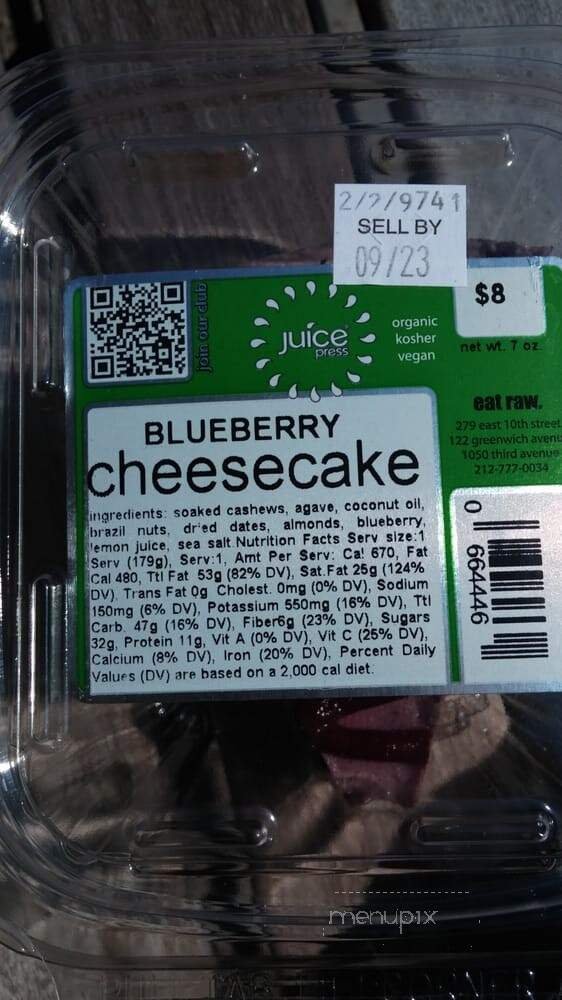 2/2/9741
SELL BY
09/23
join our club
juice
press
organic
kosher
vegan
$8
net wt. 7 oz.
eat raw.
279 east 10th street
122 greenwich avenu
1050 third avenue
212-777-0034
BLUEBERRY
cheesecake
ingredients: soaked cashews, agave, coconut oil,
brazil nuts, dried dates, almonds, blueberry,
lemon juice, sea salt.Nutrition Facts Serv size:1
Serv (179g), Serv:1, Amt Per Serv: Cal 670, Fat
Cal 480, Ttl Fat 53g (82% DV), Sat.Fat 25g (124%
DV). Trans Fat 0g Cholest. 0mg (0% DV), Sodium
150mg (6% DV), Potassium 550mg (16% DV), Ttl
Carb. 47g (16% DV), Fiber6g (23% DV), Sugars
32g, Protein 11g, Vit A (0% DV), Vit C (25% DV),
Calcium (8% DV), Iron (20% DV), Percent Daily
Values (DV) are based on a 2,000 cal diet.
0 664446
menupix